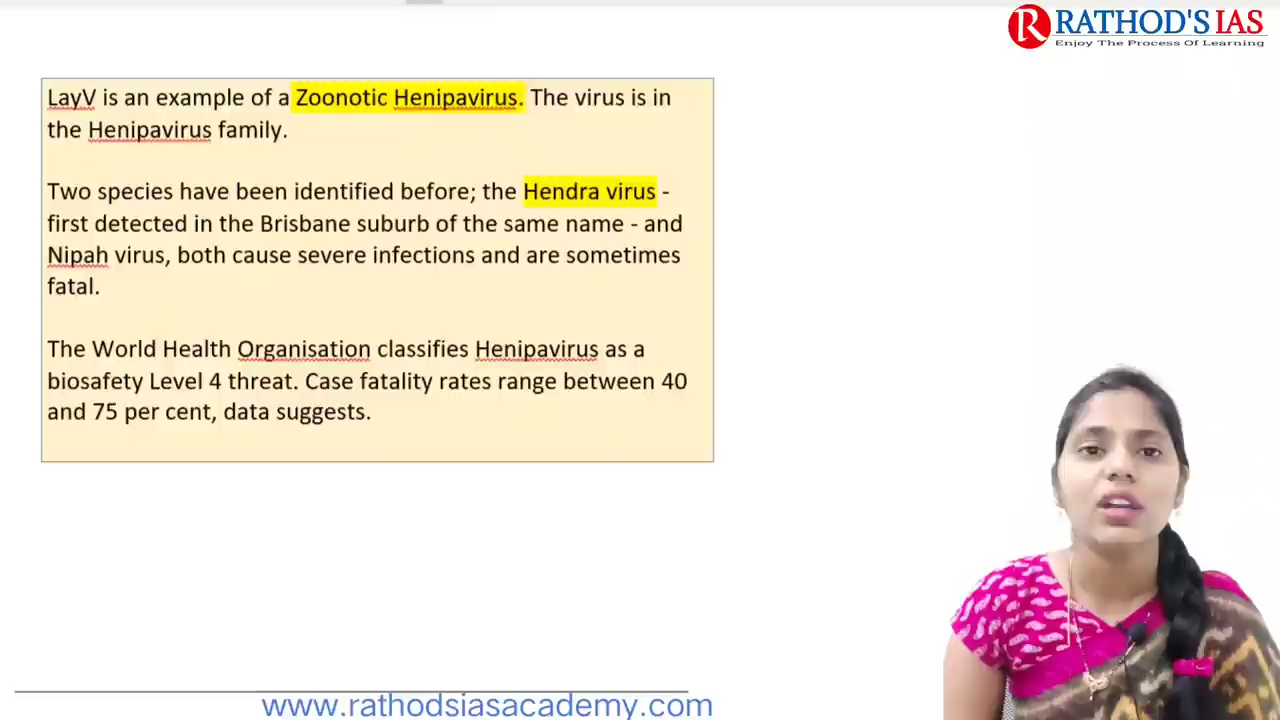 RATHOD'S IAS
Enjoy The Process Of Learning
LayV is an example of a Zoonotic Henipavirus. The virus is in
the Henipavirus family.
Two species have been identified before; the Hendra virus -
first detected in the Brisbane suburb of the same name - and
Nipah virus, both cause severe infections and are sometimes
fatal.
The World Health Organisation classifies Henipavirus as a
biosafety Level 4 threat. Case fatality rates range between 40
and 75 per cent, data suggests.
www.rathodsiasacademy.com